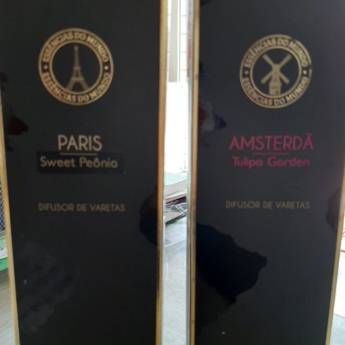 ESSÊNCIAS DO MUNDO
ESSÊNCIAS DO MUNDO
PARIS
Sweet Peônia
DIFUSOR DE VARETAS
ESSÊNCIAS DO MUNDO
ESSÊNCIAS DO MUNDO
AMSTERDÃ
Tulipa Garden
DIFUSOR DE VARETAS